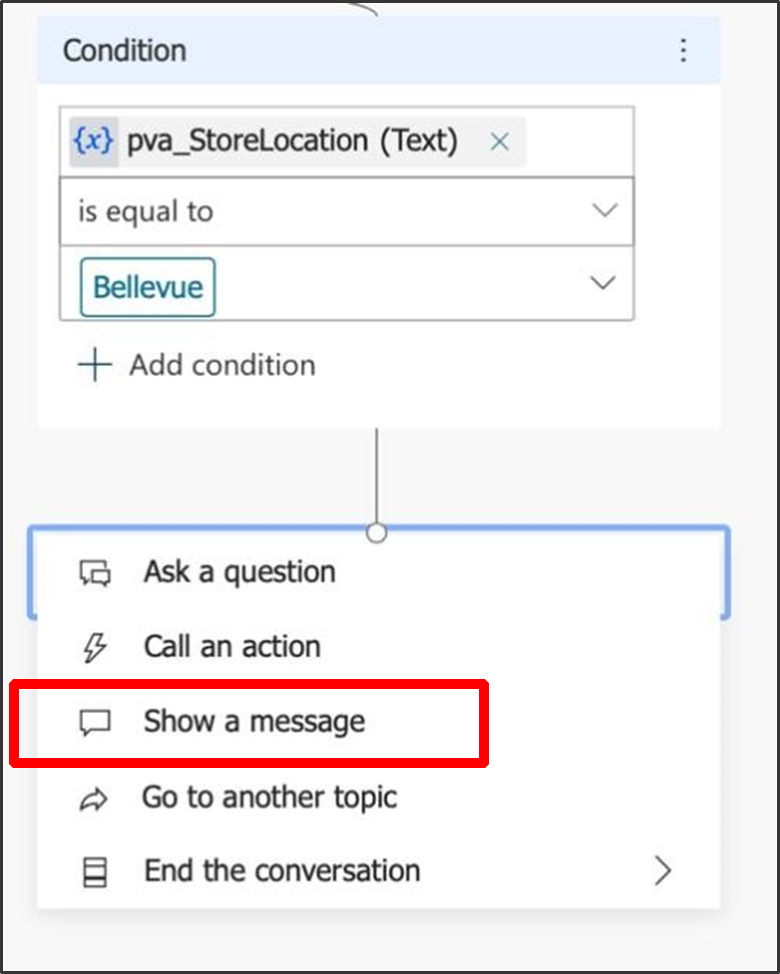 Condition
{x} pva_StoreLocation (Text)
is equal to
Bellevue
Add condition
Ask a question
Call an action
Show a message
Go to another topic
End the conversation